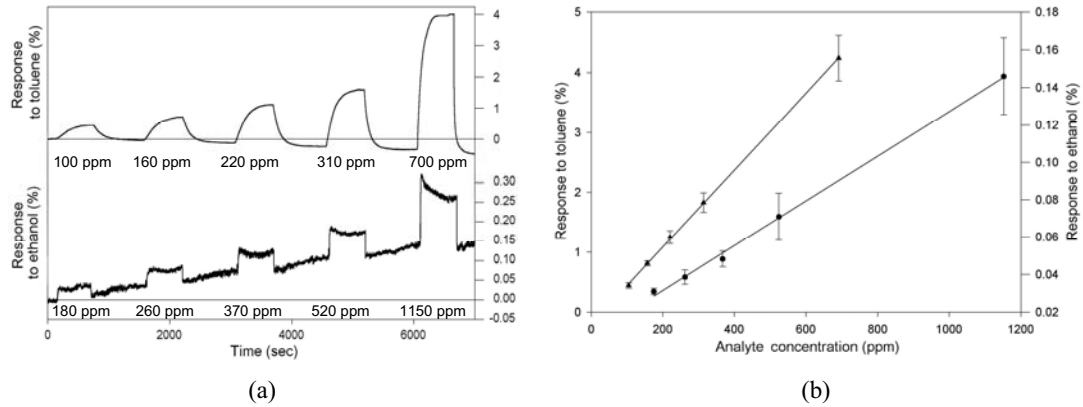 Response
to toluene (%)
4
3
2
1
0
100 ppm 160 ppm 220 ppm 310 ppm 700 ppm
Response
to ethanol (%)
0.30
0.25
0.20
0.15
0.10
0.05
0.00
-0.05
180 ppm 260 ppm 370 ppm 520 ppm 1150 ppm
0 2000 4000 6000
Time (sec)
(a)
Response to toluene (%)
5
4
3
2
1
0
0.18
0.16
0.14
0.12
0.10
0.08
0.06
0.04
0.02
Response to ethanol (%)
0 200 400 600 800 1000 1200
Analyte concentration (ppm)
(b)